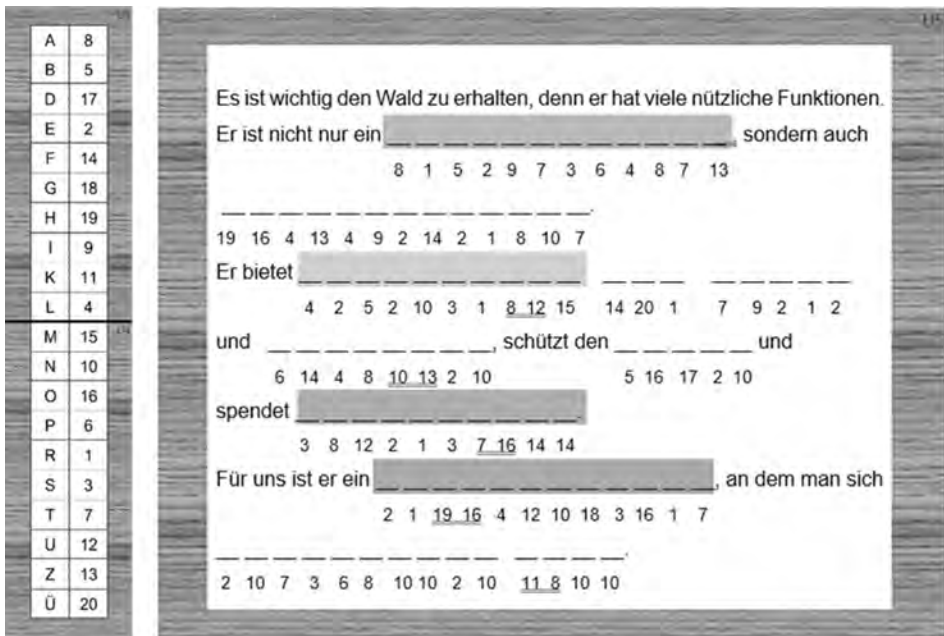 A 8
B 5
D 17
E 2
F 14
G 18
H 19
I 9
K 11
L 4
M 15
N 10
O 16
P 6
R 1
S 3
T 7
U 12
Z 13
Ü 20
Es ist wichtig den Wald zu erhalten, denn er hat viele nützliche Funktionen.
Er ist nicht nur ein _ _ _ _ _ _ _ _ _ _ _ _, sondern auch
8 1 5 2 9 7 3 6 4 8 7 13
_ _ _ _ _ _ _ _ _ _ _ _ _.
19 16 4 13 4 9 2 14 2 1 8 10 7
Er bietet _ _ _ _ _ _ _ _ _ _ _ _ _ _ _ _ _ _
4 2 5 2 10 3 1 8 12 15 14 20 1 7 9 2 1 2
und _ _ _ _ _ _ _ _, schützt den _ _ _ _ _ und
6 14 4 8 10 13 2 10 5 16 17 2 10
spendet _ _ _ _ _ _ _ _ _ _.
3 8 12 2 1 3 7 16 14 14
Für uns ist er ein _ _ _ _ _ _ _ _ _ _ _ _, an dem man sich
2 1 19 16 4 12 10 18 3 16 1 7
_ _ _ _ _ _ _ _ _ _ _ _ _ _.
2 10 7 3 6 8 10 10 2 10 11 8 10 10